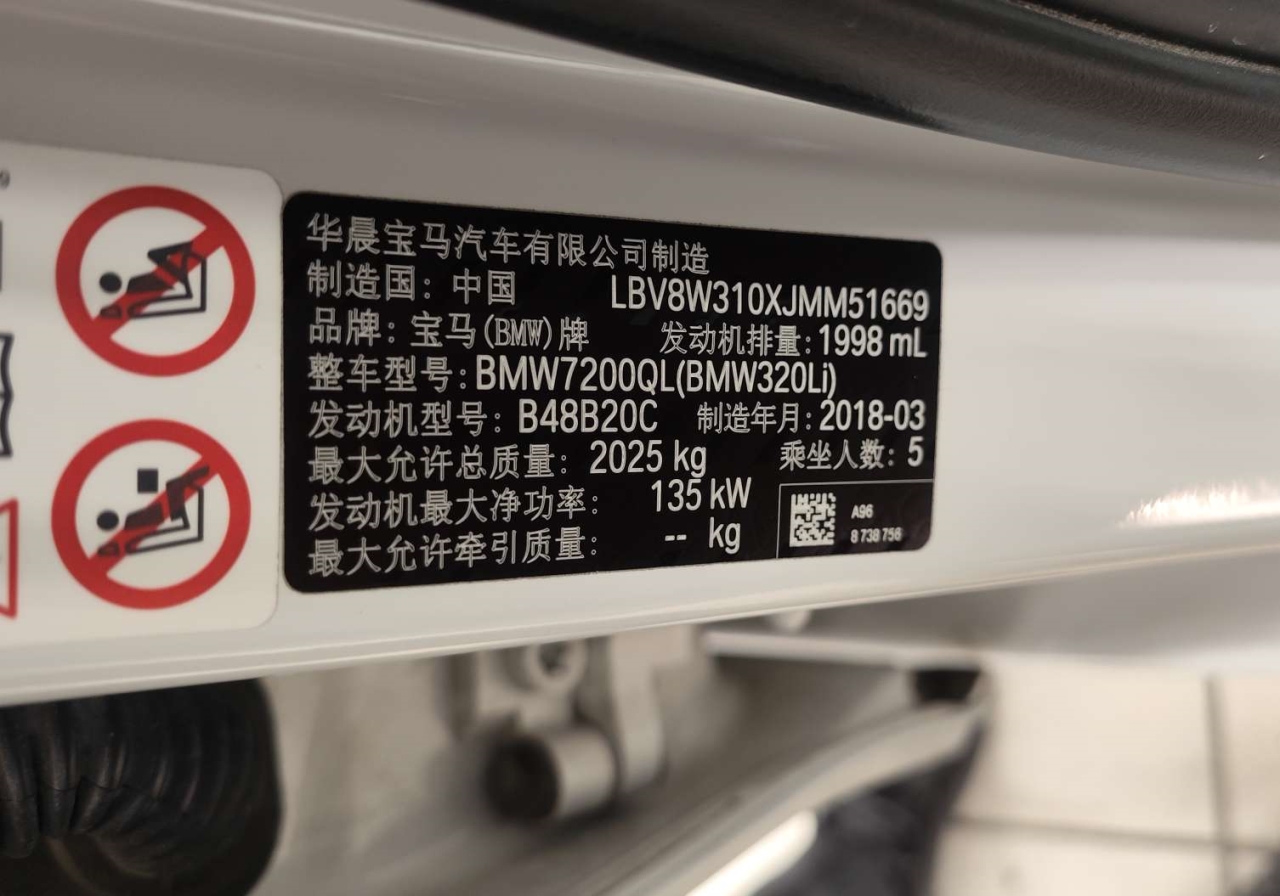 华晨宝马汽车有限公司制造
制造国：中国 LBV8W310XJMM51669
品牌：宝马(BMW)牌 发动机排量：1998 mL
整车型号：BMW7200QL(BMW320Li)
发动机型号：B48B20C 制造年月：2018-03
最大允许总质量：2025 kg 乘坐人数：5
发动机最大净功率：135 kW
最大允许牵引质量：-- kg
A96
8 738 756